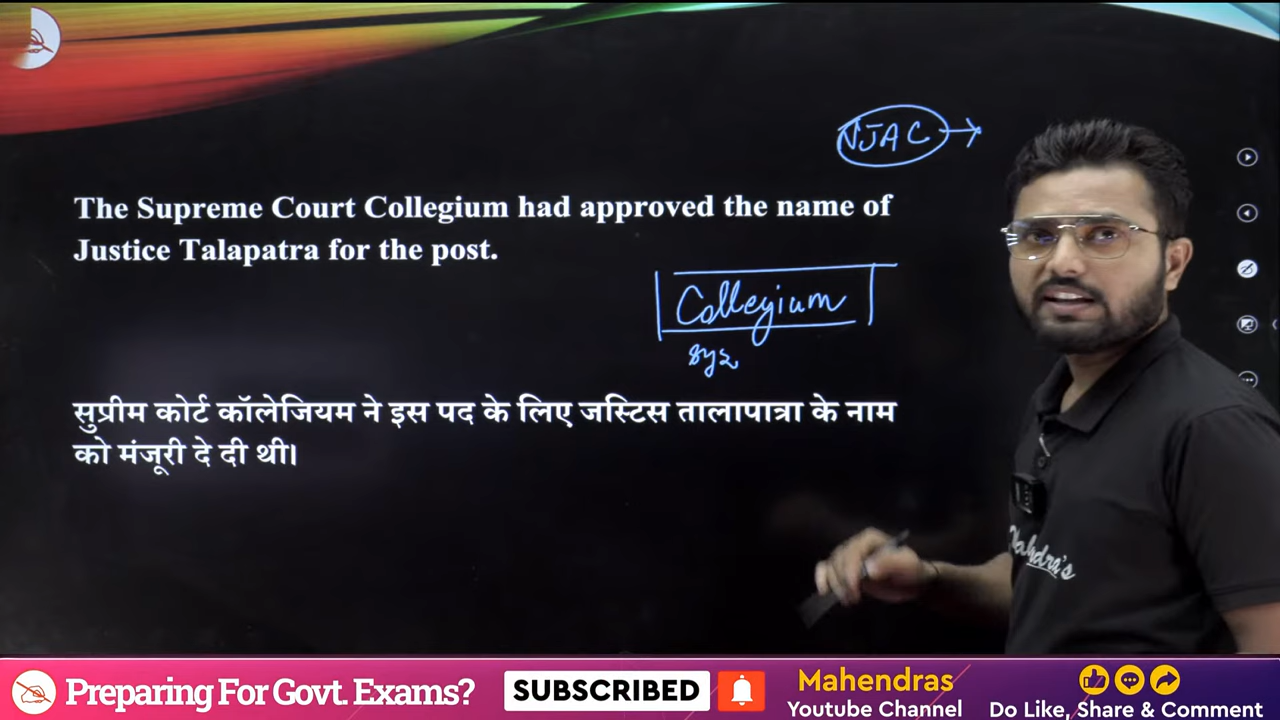 NJAC →
The Supreme Court Collegium had approved the name of
Justice Talapatra for the post.
Collegium
sys
सुप्रीम कोर्ट कॉलेजियम ने इस पद के लिए जस्टिस तालापात्रा के नाम
को मंजूरी दे दी थी।
Mahendra's
Preparing For Govt. Exams?
SUBSCRIBED
Mahendras
Youtube Channel
Do Like, Share & Comment